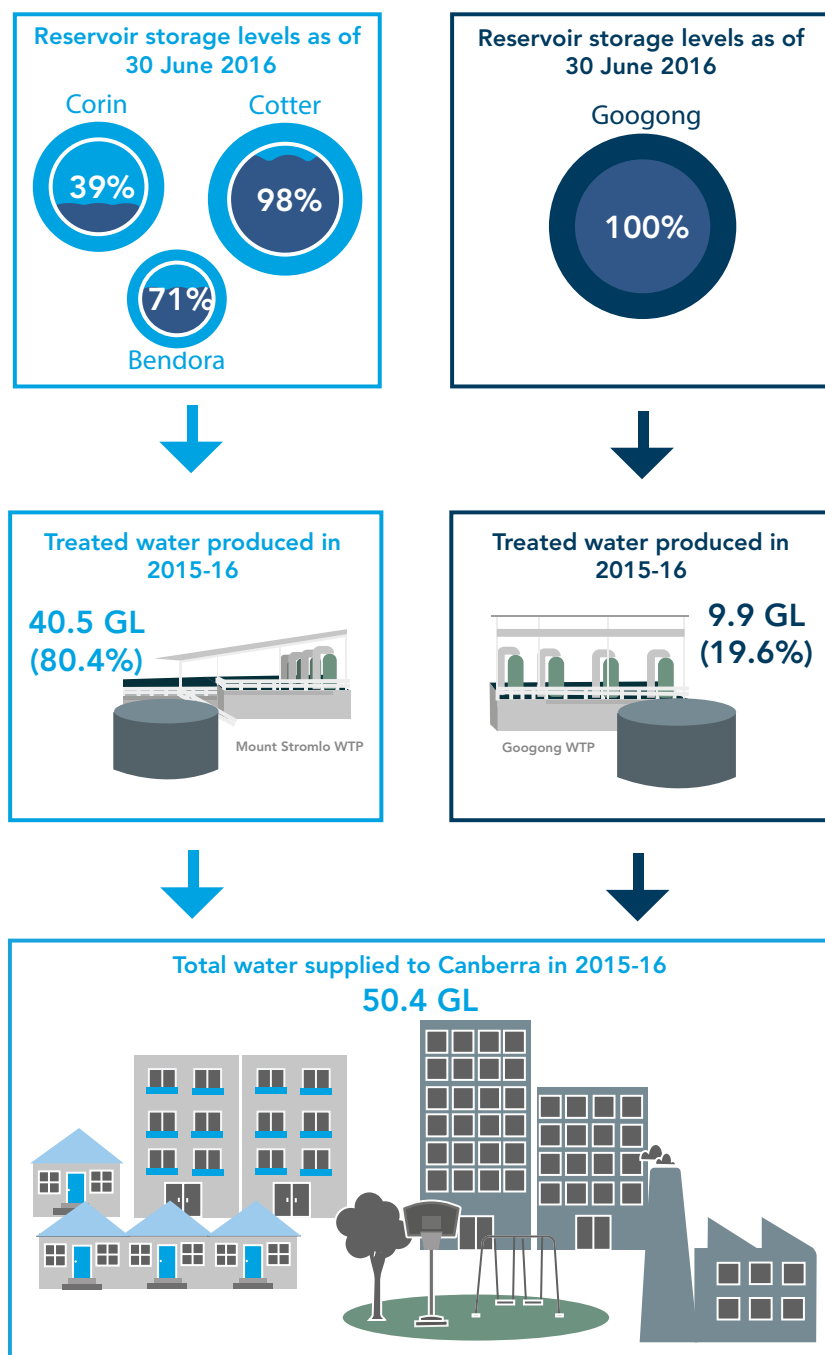 Reservoir storage levels as of
30 June 2016
Corin
39%
Cotter
98%
71%
Bendora
Reservoir storage levels as of
30 June 2016
Googong
100%
Treated water produced in
2015-16
40.5 GL
(80.4%)
Mount Stromlo WTP
Treated water produced in
2015-16
9.9 GL
(19.6%)
Googong WTP
Total water supplied to Canberra in 2015-16
50.4 GL